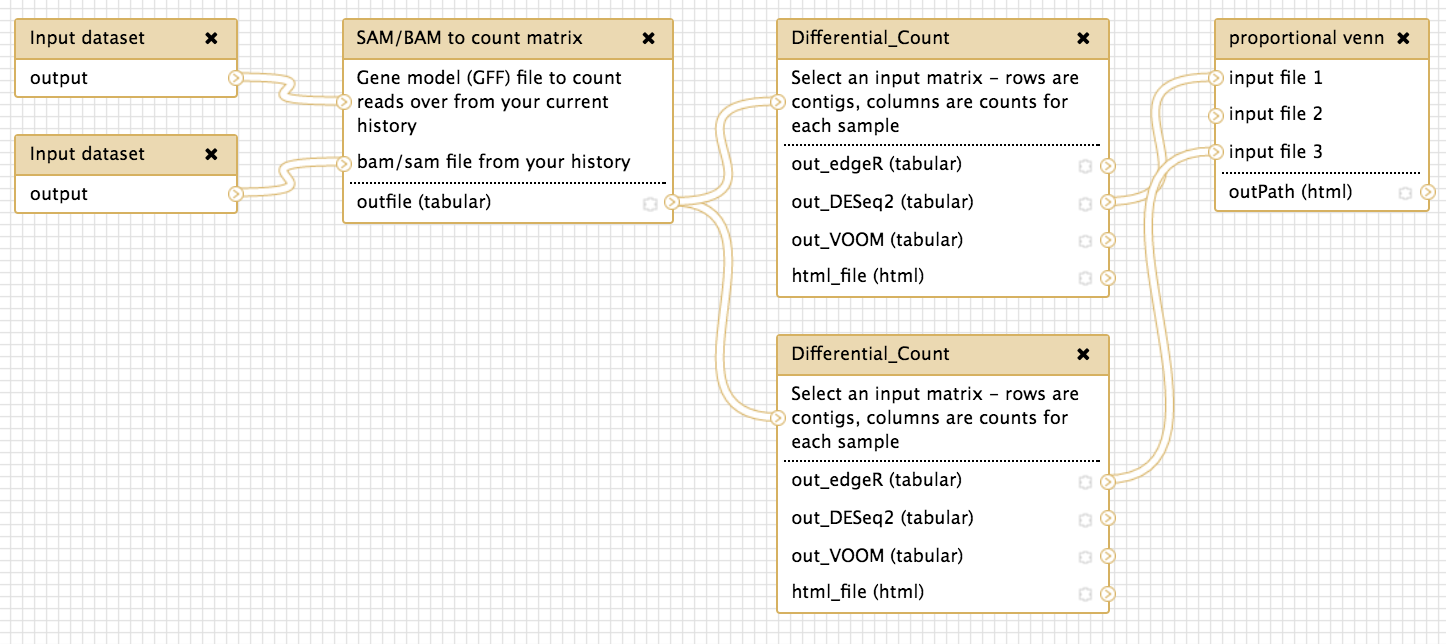 Input dataset
output
Input dataset
output
SAM/BAM to count matrix
Gene model (GFF) file to count
reads over from your current
history
bam/sam file from your history
outfile (tabular)
Differential_Count
Select an input matrix – rows are
contigs, columns are counts for
each sample
out_edgeR (tabular)
out_DESeq2 (tabular)
out_VOOM (tabular)
html_file (html)
Differential_Count
Select an input matrix – rows are
contigs, columns are counts for
each sample
out_edgeR (tabular)
out_DESeq2 (tabular)
out_VOOM (tabular)
html_file (html)
proportional venn
input file 1
input file 2
input file 3
outPath (html)